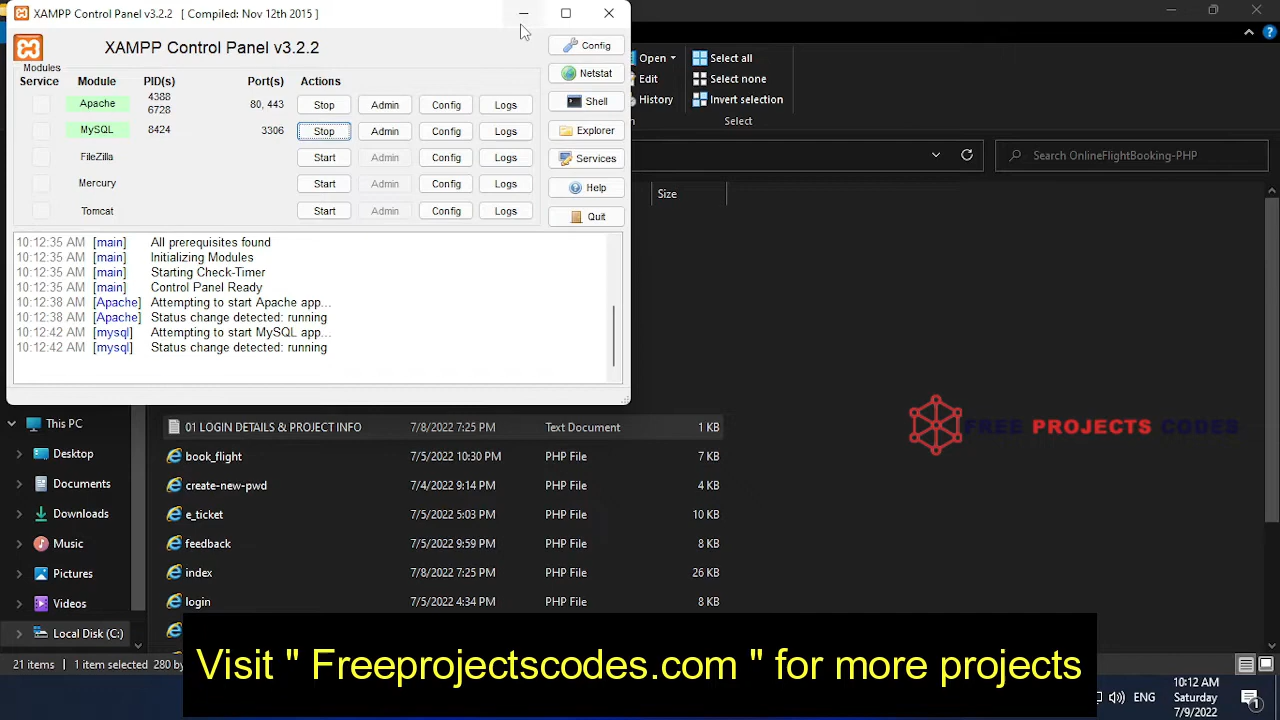 XAMPP Control Panel v3.2.2 [ Compiled: Nov 12th 2015 ]
XAMPP Control Panel v3.2.2
Modules
Service Module PID(s) Port(s) Actions
Apache 4388 6728 80, 443 Stop Admin Config Logs
MySQL 8424 3306 Stop Admin Config Logs
FileZilla Start Admin Config Logs
Mercury Start Admin Config Logs
Tomcat Start Admin Config Logs
Config
Netstat
Shell
Explorer
Services
Help
Quit
10:12:35 AM [main] All prerequisites found
10:12:35 AM [main] Initializing Modules
10:12:35 AM [main] Starting Check-Timer
10:12:35 AM [main] Control Panel Ready
10:12:38 AM [Apache] Attempting to start Apache app...
10:12:38 AM [Apache] Status change detected: running
10:12:42 AM [mysql] Attempting to start MySQL app...
10:12:42 AM [mysql] Status change detected: running
Open Select all
Edit Select none
History Invert selection
Select
Search OnlineFlightBooking-PHP
Size
This PC
Desktop
Documents
Downloads
Music
Pictures
Videos
Local Disk (C:)
01 LOGIN DETAILS & PROJECT INFO 7/8/2022 7:25 PM Text Document 1 KB
book_flight 7/5/2022 10:30 PM PHP File 7 KB
create-new-pwd 7/4/2022 9:14 PM PHP File 4 KB
e_ticket 7/5/2022 5:03 PM PHP File 10 KB
feedback 7/5/2022 9:59 PM PHP File 8 KB
index 7/8/2022 7:25 PM PHP File 26 KB
login 7/5/2022 4:34 PM PHP File 8 KB
FREE PROJECTS CODES
21 items 1 item selected 280 by
Visit " Freeprojectscodes.com " for more projects
ENG
10:12 AM
Saturday
7/9/2022
1